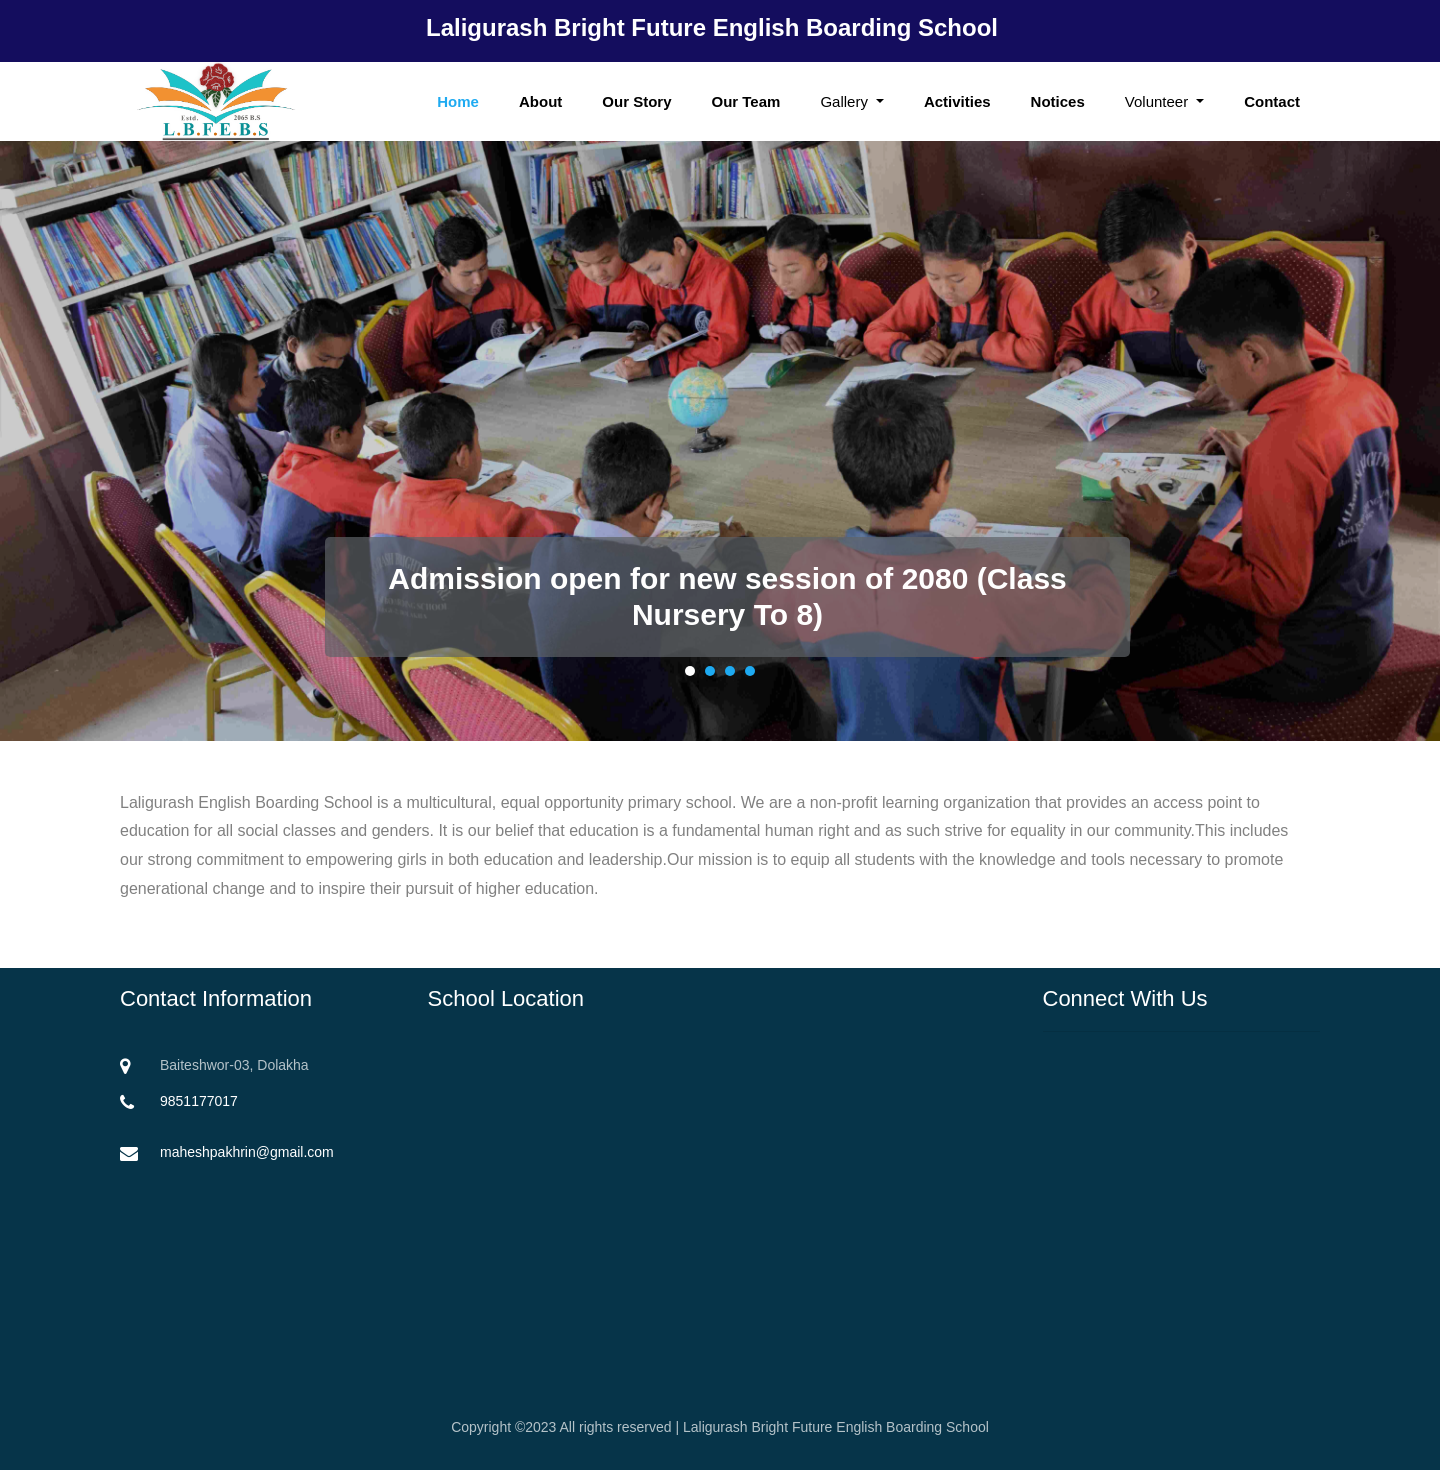 Laligurash Bright Future English Boarding School
Estd. 2065 B.S
L.B.F.E.B.S
Home About Our Story Our Team Gallery Activities Notices Volunteer Contact
Admission open for new session of 2080 (Class
Nursery To 8)
Laligurash English Boarding School is a multicultural, equal opportunity primary school. We are a non-profit learning organization that provides an access point to
education for all social classes and genders. It is our belief that education is a fundamental human right and as such strive for equality in our community.This includes
our strong commitment to empowering girls in both education and leadership.Our mission is to equip all students with the knowledge and tools necessary to promote
generational change and to inspire their pursuit of higher education.
Contact Information
Baiteshwor-03, Dolakha
9851177017
maheshpakhrin@gmail.com
School Location
Connect With Us
Copyright ©2023 All rights reserved | Laligurash Bright Future English Boarding School